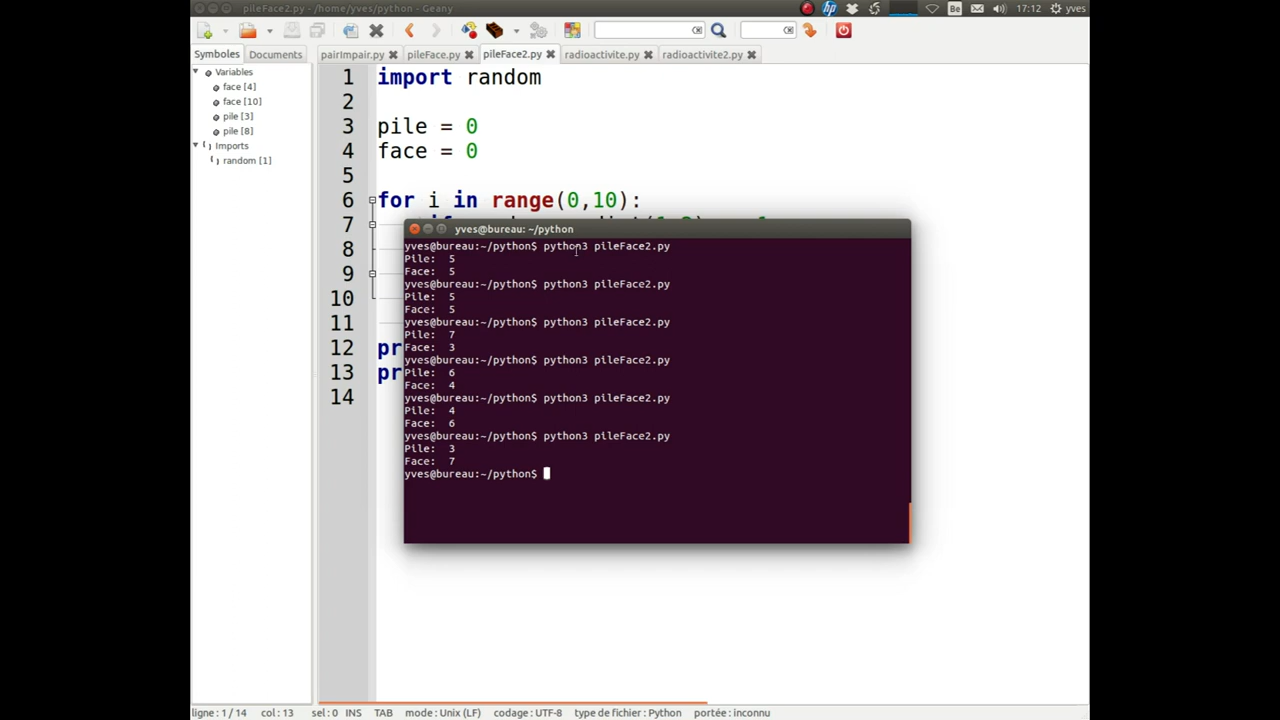 pileFace2.py - /home/yves/python - Geany
Be
17:12
yves
Symboles
Documents
pairImpair.py
pileFace.py
pileFace2.py
radioactivite.py
radioactivite2.py
Variables
face [4]
face [10]
pile [3]
pile [8]
Imports
random [1]
1 import random
2
3 pile = 0
4 face = 0
5
6 for i in range(0,10):
7
8
9
10
11
12 pr
13 pr
14
yves@bureau: ~/python
yves@bureau:~/python$ python3 pileFace2.py
Pile: 5
Face: 5
yves@bureau:~/python$ python3 pileFace2.py
Pile: 5
Face: 5
yves@bureau:~/python$ python3 pileFace2.py
Pile: 7
Face: 3
yves@bureau:~/python$ python3 pileFace2.py
Pile: 6
Face: 4
yves@bureau:~/python$ python3 pileFace2.py
Pile: 4
Face: 6
yves@bureau:~/python$ python3 pileFace2.py
Pile: 3
Face: 7
yves@bureau:~/python$
ligne : 1 / 14 col : 13 sel : 0 INS TAB mode : Unix (LF) codage : UTF-8 type de fichier : Python portée : inconnu